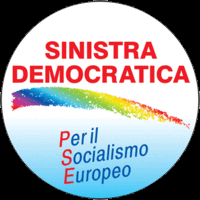 SINISTRA
DEMOCRATICA
Per il
Socialismo
Europeo